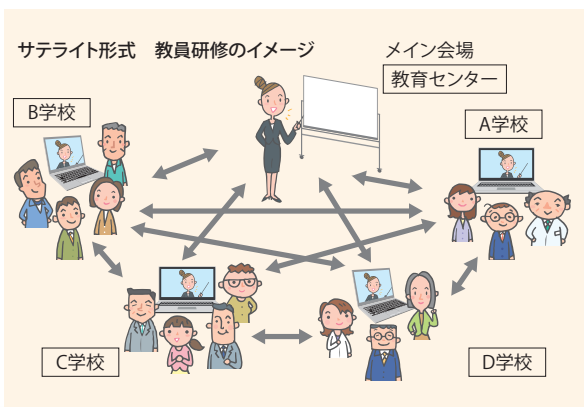 サテライト形式　教員研修のイメージ
メイン会場
教育センター
B学校
A学校
C学校
D学校